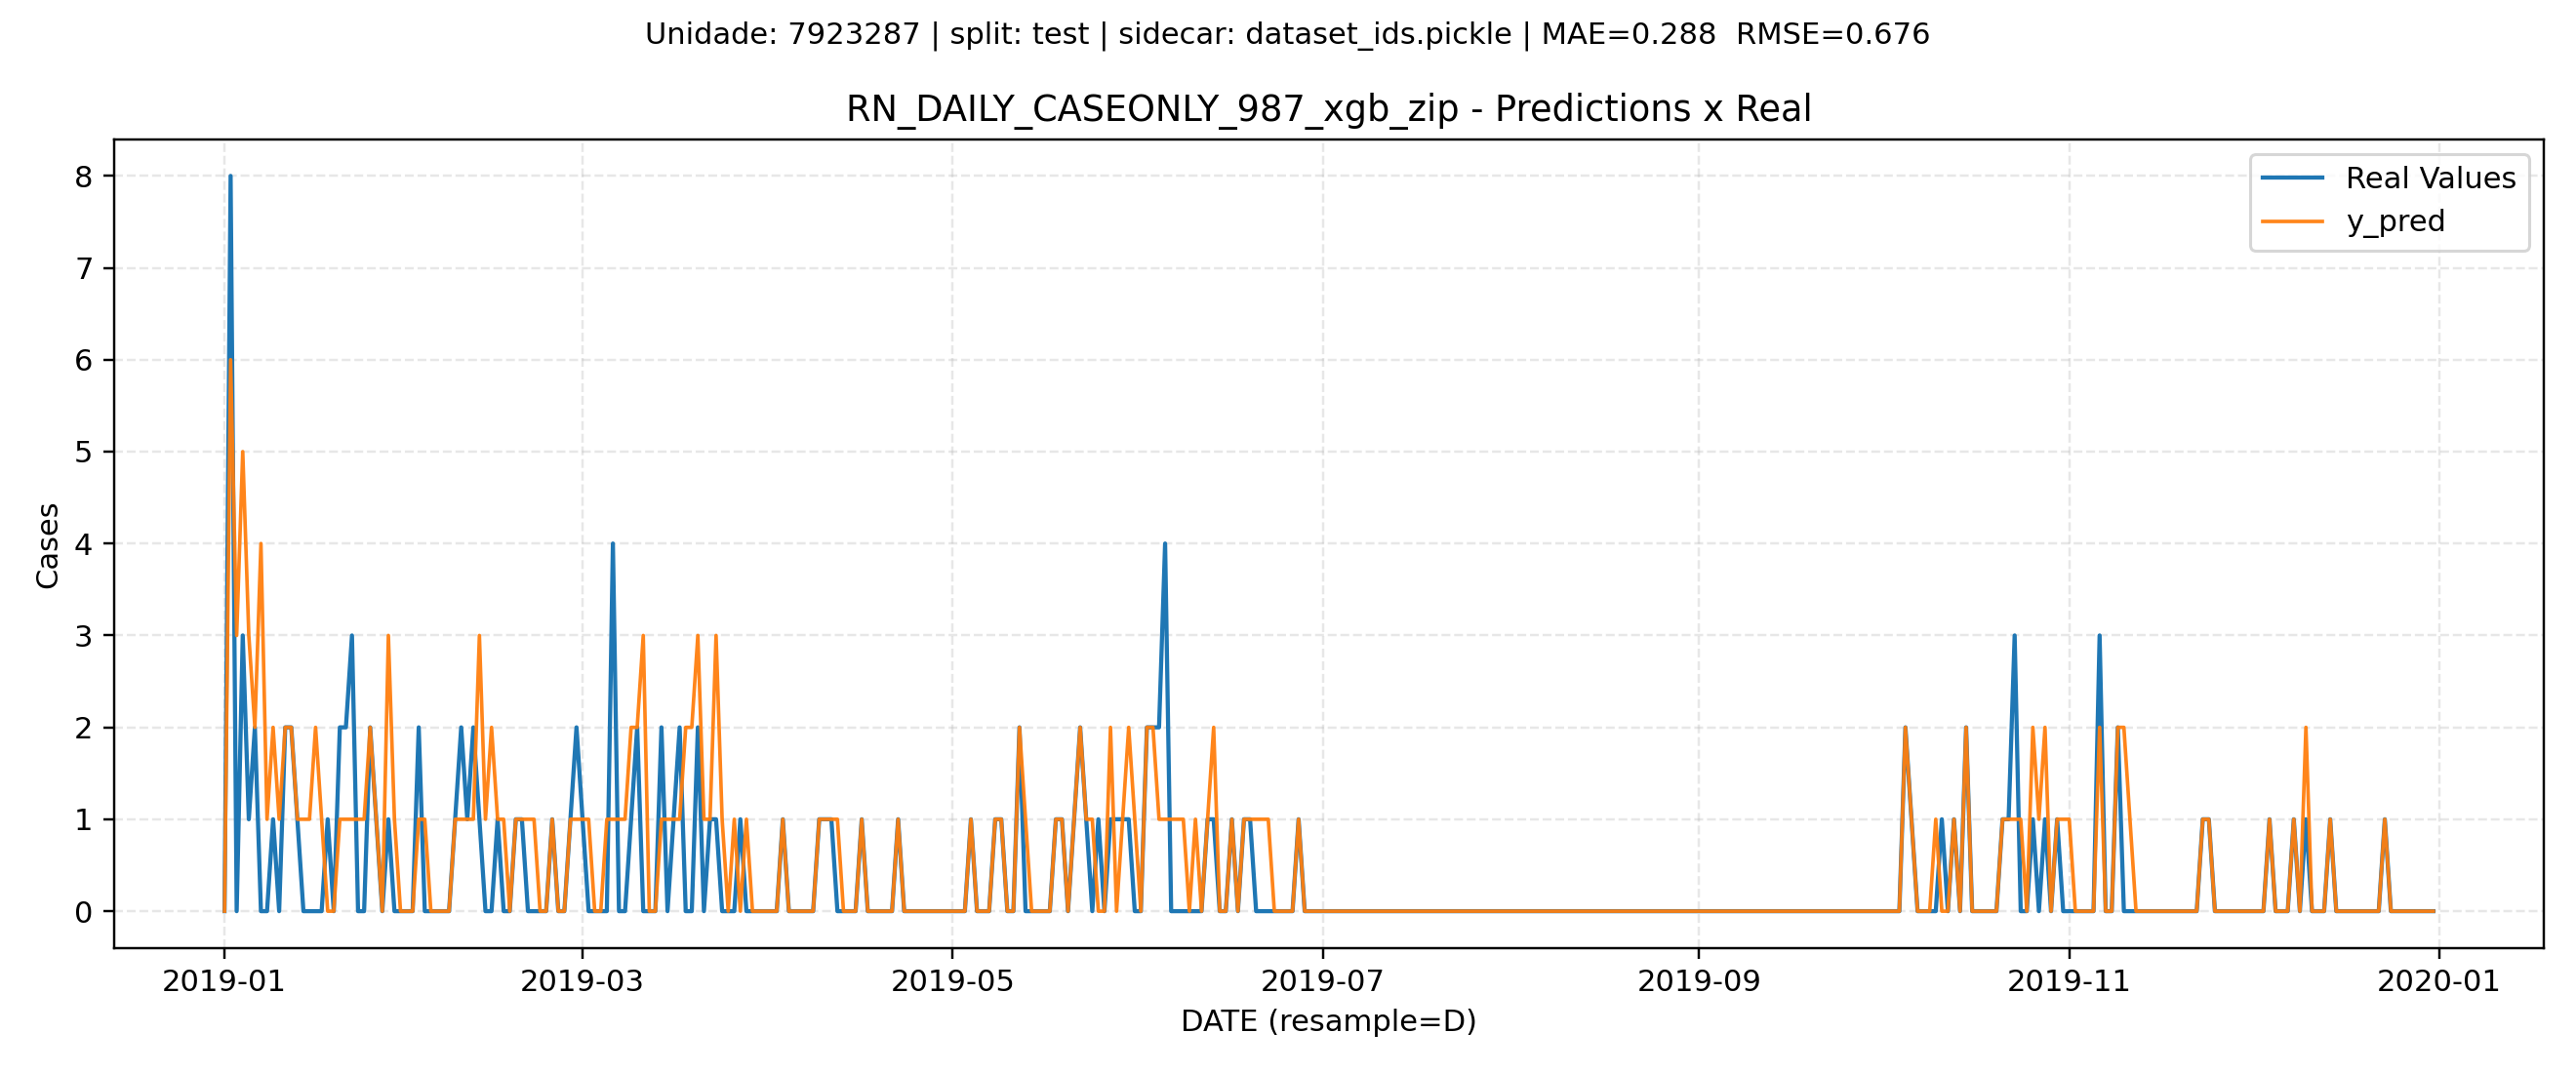 Unidade: 7923287 | split: test | sidecar: dataset_ids.pickle | MAE=0.288  RMSE=0.676
RN_DAILY_CASEONLY_987_xgb_zip - Predictions x Real
Real Values
y_pred
Cases
8
7
6
5
4
3
2
1
0
2019-01
2019-03
2019-05
2019-07
2019-09
2019-11
2020-01
DATE (resample=D)